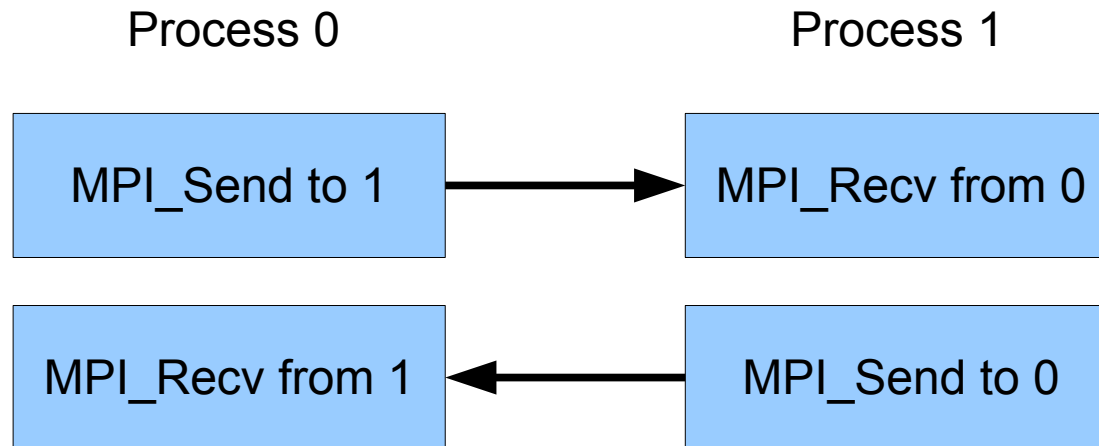 Process 0
Process 1
MPI_Send to 1
MPI_Recv from 0
MPI_Recv from 1
MPI_Send to 0